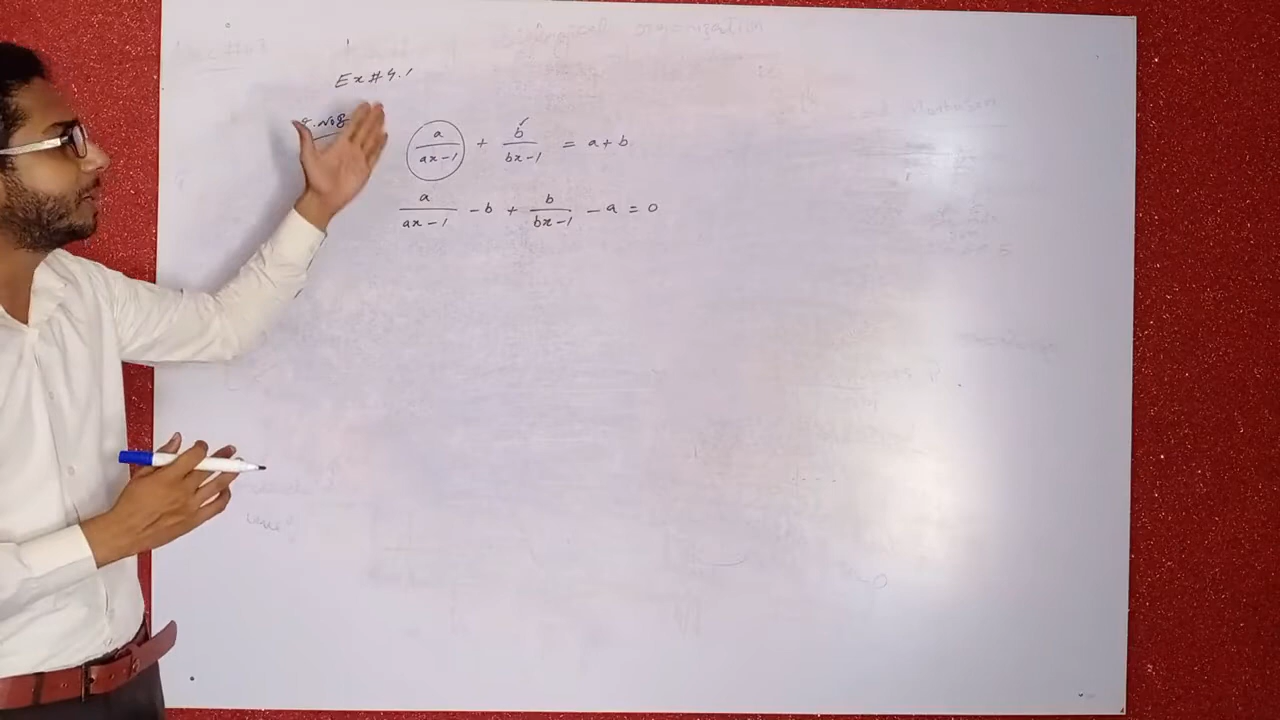 Ex # 4.1
Q. No8
a/(ax-1) + b/(bx-1) = a+b
a/(ax-1) - b + b/(bx-1) - a = 0